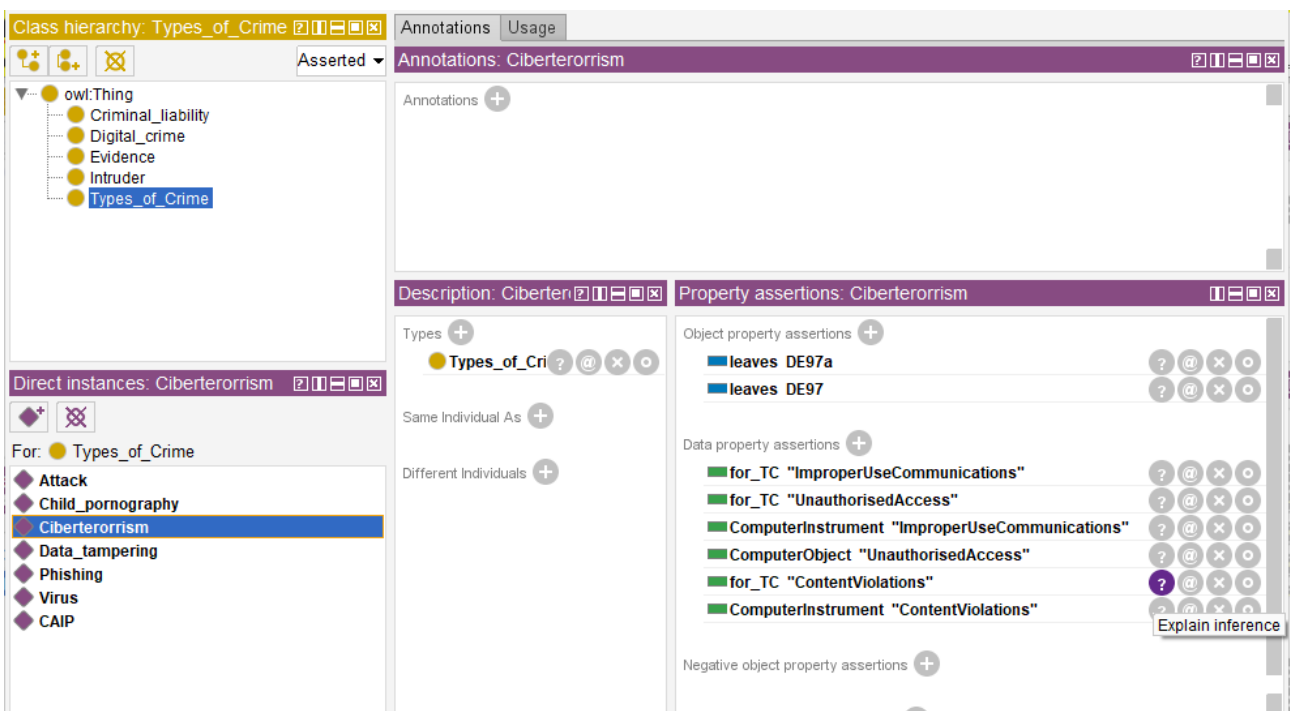 Class hierarchy: Types_of_Crime
Asserted
owl:Thing
Criminal_liability
Digital_crime
Evidence
Intruder
Types_of_Crime
Direct instances: Ciberterorrism
For: Types_of_Crime
Attack
Child_pornography
Ciberterorrism
Data_tampering
Phishing
Virus
CAIP
Annotations Usage
Annotations: Ciberterorrism
Annotations
Description: Ciberter
Types
Types_of_Cri
Same Individual As
Different Individuals
Property assertions: Ciberterorrism
Object property assertions
leaves DE97a
leaves DE97
Data property assertions
for_TC "ImproperUseCommunications"
for_TC "UnauthorisedAccess"
ComputerInstrument "ImproperUseCommunications"
ComputerObject "UnauthorisedAccess"
for_TC "ContentViolations"
ComputerInstrument "ContentViolations"
Explain inference
Negative object property assertions